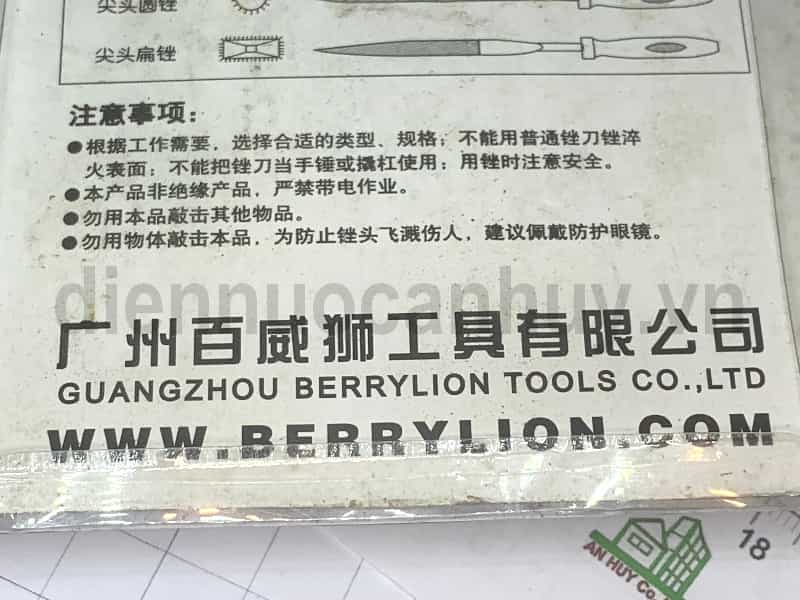 尖头圆锉
尖头扁锉
注意事项：
●根据工作需要，选择合适的类型、规格；不能用普通锉刀锉淬
火表面；不能把锉刀当手锤或撬杠使用；用锉时注意安全。
●本产品非绝缘产品，严禁带电作业。
●勿用本品敲击其他物品。
●勿用物体敲击本品，为防止锉头飞溅伤人，建议佩戴防护眼镜。
diennuocanhuy.vn
广州百威狮工具有限公司
GUANGZHOU BERRYLION TOOLS CO.,LTD
WWW.BERRYLION.COM
18
AN HUY Co.